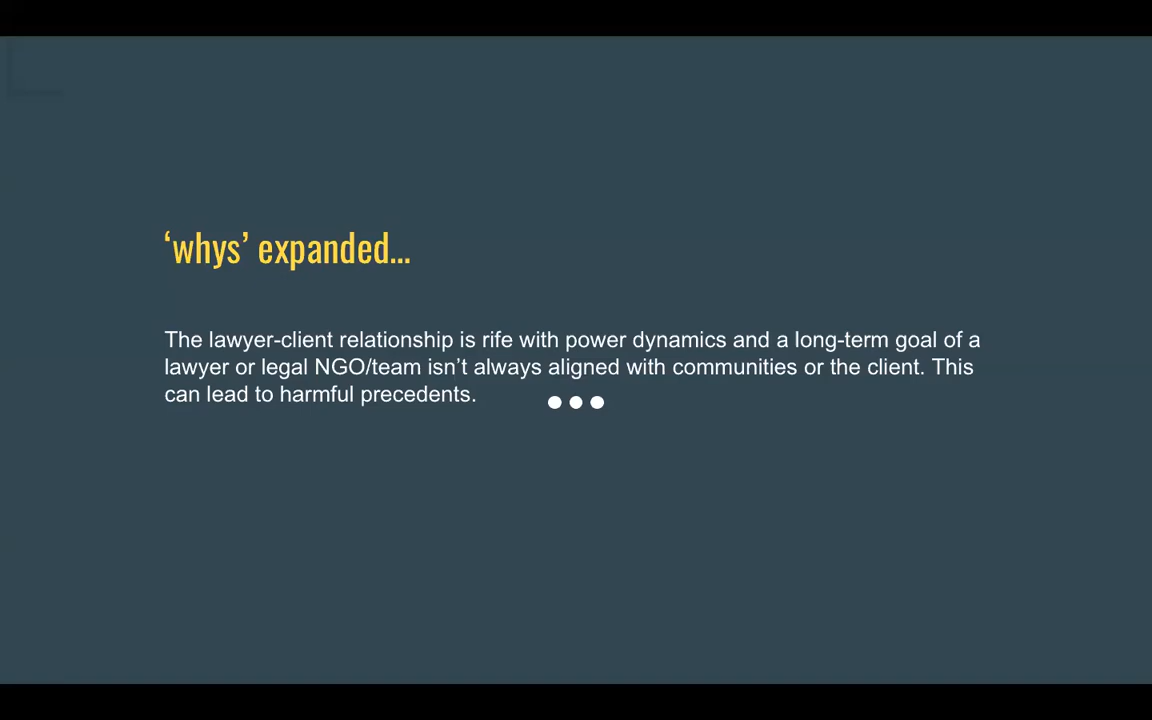 ‘whys’ expanded...
The lawyer-client relationship is rife with power dynamics and a long-term goal of a
lawyer or legal NGO/team isn’t always aligned with communities or the client. This
can lead to harmful precedents.